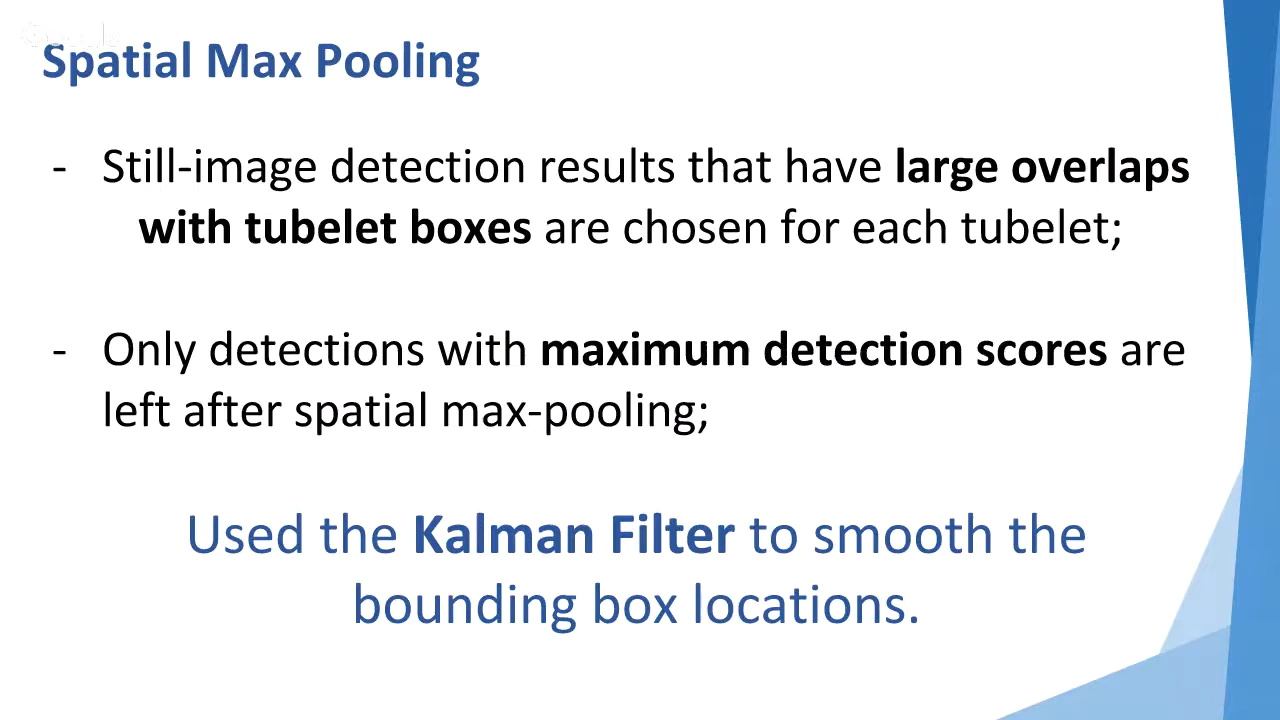 Spatial Max Pooling
- Still-image detection results that have large overlaps
with tubelet boxes are chosen for each tubelet;
- Only detections with maximum detection scores are
left after spatial max-pooling;
Used the Kalman Filter to smooth the
bounding box locations.